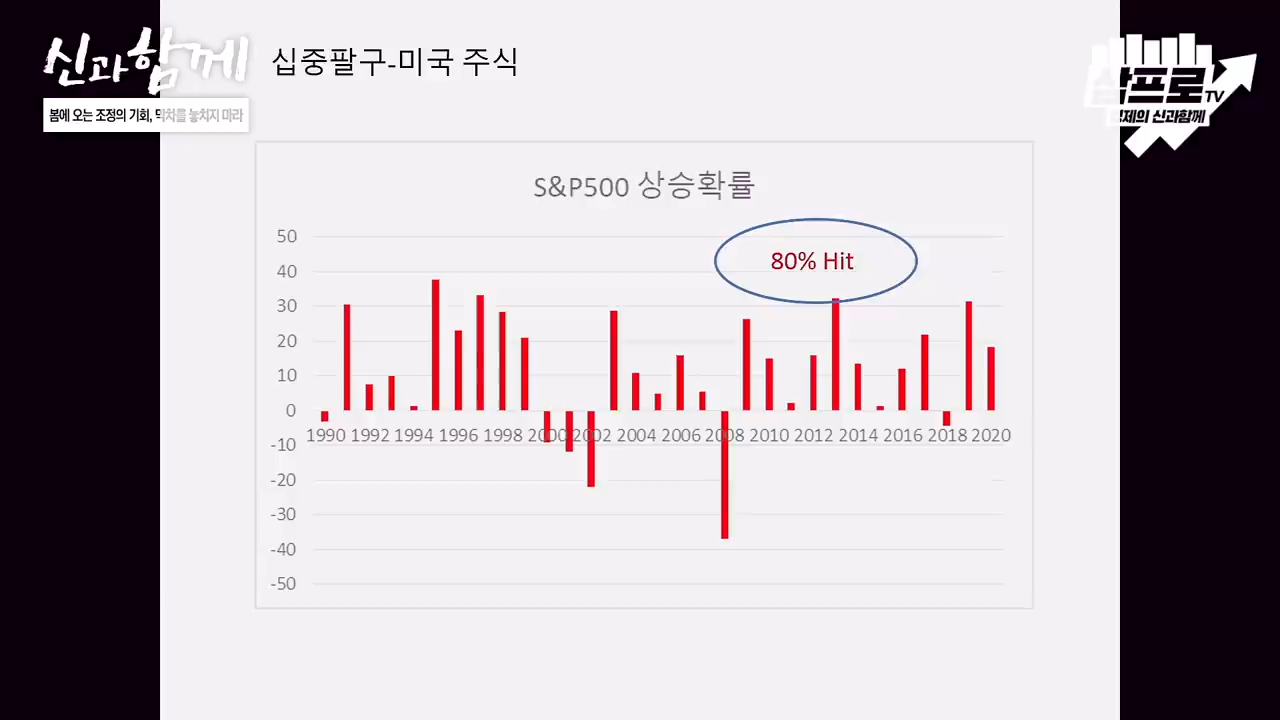 신과함께
봄에 오는 조정의 기회, 막차를 놓치지 마라
십중팔구-미국 주식
삼프로TV
경제의 신과함께
S&P500 상승확률
80% Hit
50
40
30
20
10
0
-10
-20
-30
-40
-50
1990 1992 1994 1996 1998 2000 2002 2004 2006 2008 2010 2012 2014 2016 2018 2020